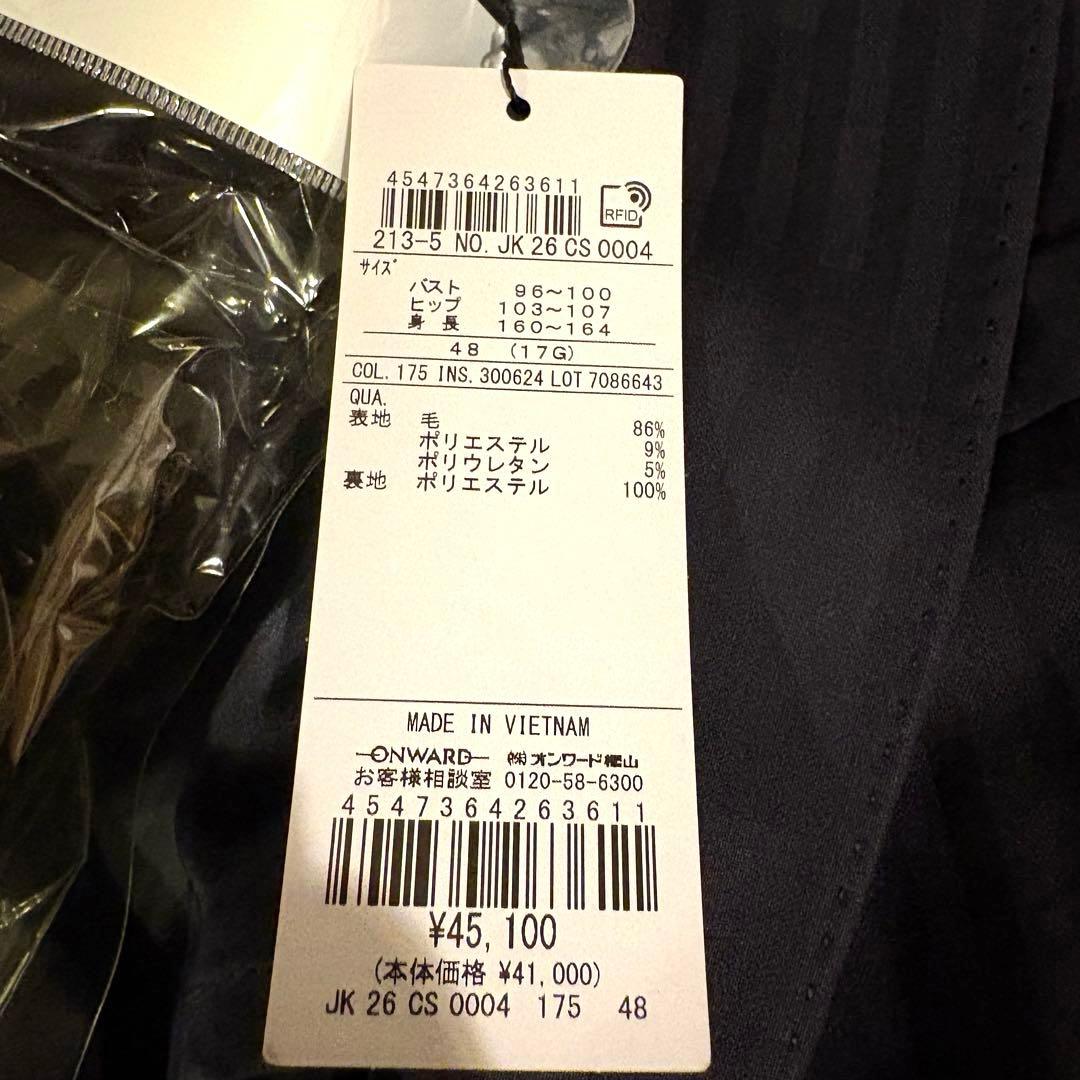 4547364263611
RFID
213-5 NO. JK 26 CS 0004
サイズ
バスト 96～100
ヒップ 103～107
身長 160～164
48 (17G)
COL. 175 INS. 300624 LOT 7086643
QUA.
表地 毛 86%
ポリエステル 9%
ポリウレタン 5%
裏地 ポリエステル 100%
MADE IN VIETNAM
ONWARD ㈱オンワード樫山
お客様相談室 0120-58-6300
4547364263611
¥45,100
(本体価格 ¥41,000)
JK 26 CS 0004 175 48